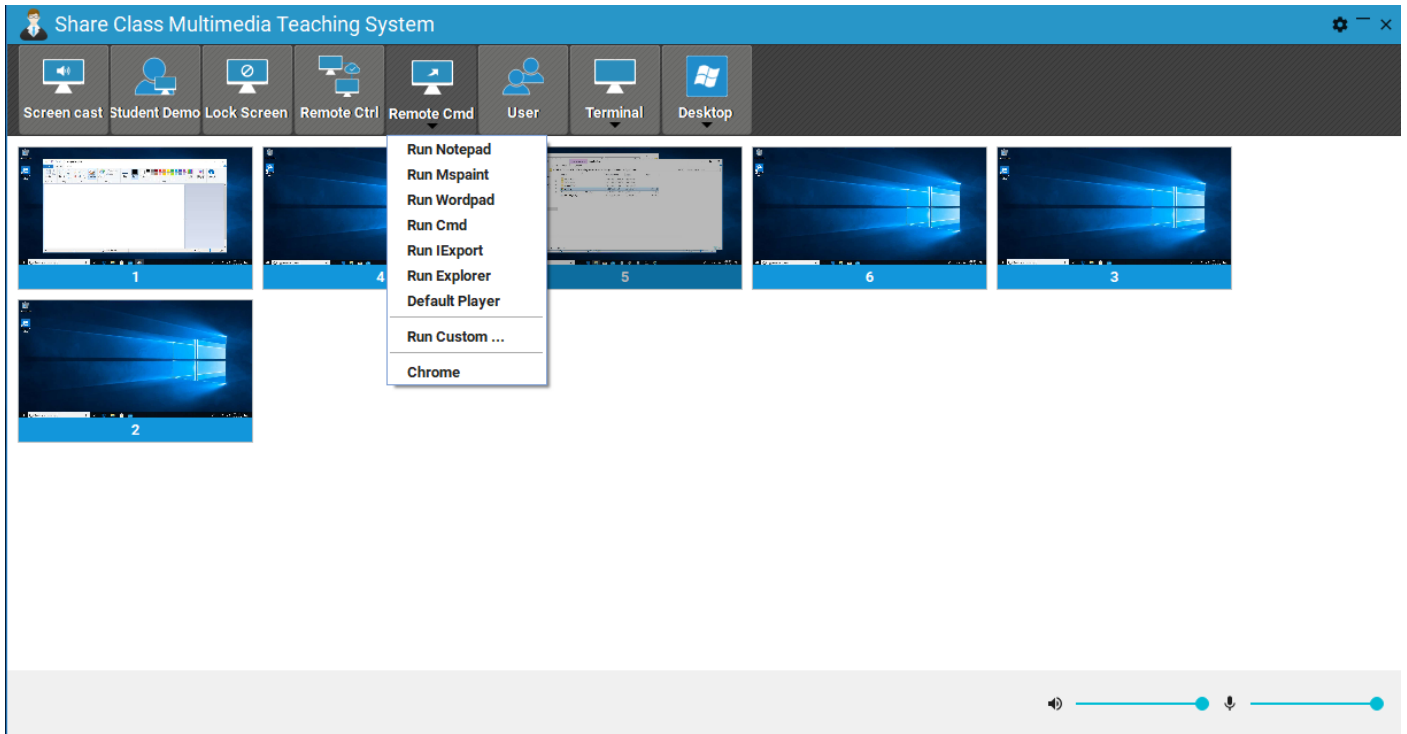 Share Class Multimedia Teaching System
Screen cast
Student Demo
Lock Screen
Remote Ctrl
Remote Cmd
User
Terminal
Desktop
Run Notepad
Run Mspaint
Run Wordpad
Run Cmd
Run IExport
Run Explorer
Default Player
Run Custom ...
Chrome
1
4
5
6
3
2